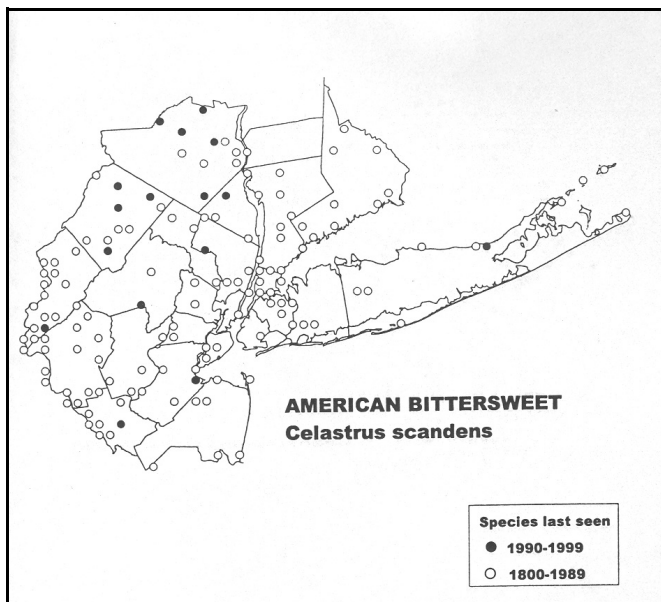 AMERICAN BITTERSWEET
Celastrus scandens
Species last seen
1990-1999
1800-1989